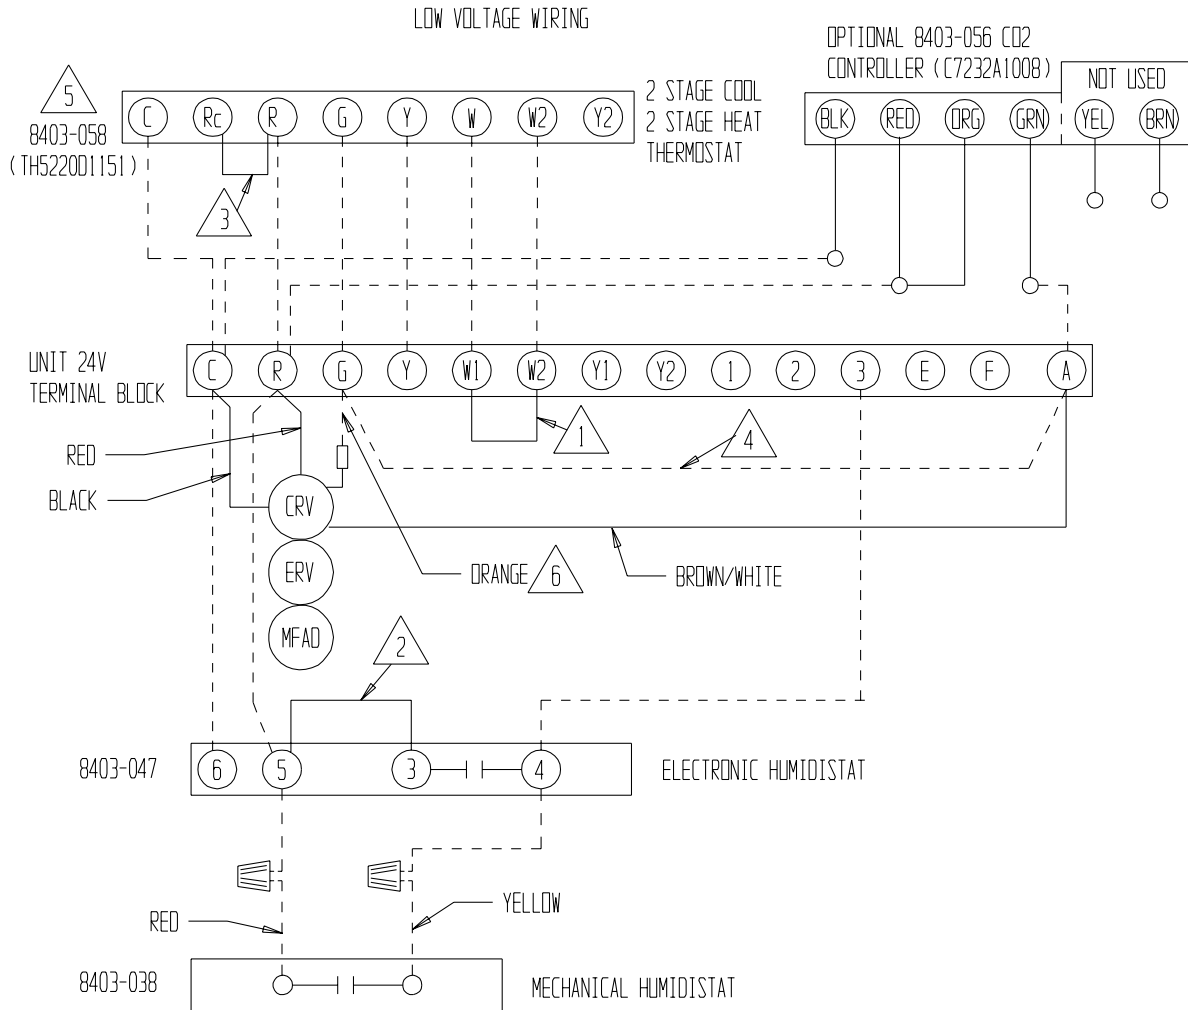 LOW VOLTAGE WIRING
OPTIONAL 8403-056 CO2
CONTROLLER (C7232A1008)
NOT USED
5
8403-058
(TH5220D1151)
C Rc R G Y W W2 Y2
2 STAGE COOL
2 STAGE HEAT
THERMOSTAT
BLK RED ORG GRN YEL BRN
3
UNIT 24V
TERMINAL BLOCK
C R G Y W1 W2 Y1 Y2 1 2 3 E F A
1
4
RED
BLACK
CRV
ERV
MFAD
ORANGE
6
BROWN/WHITE
2
8403-047
6 5 3 4
ELECTRONIC HUMIDISTAT
RED
YELLOW
8403-038
MECHANICAL HUMIDISTAT